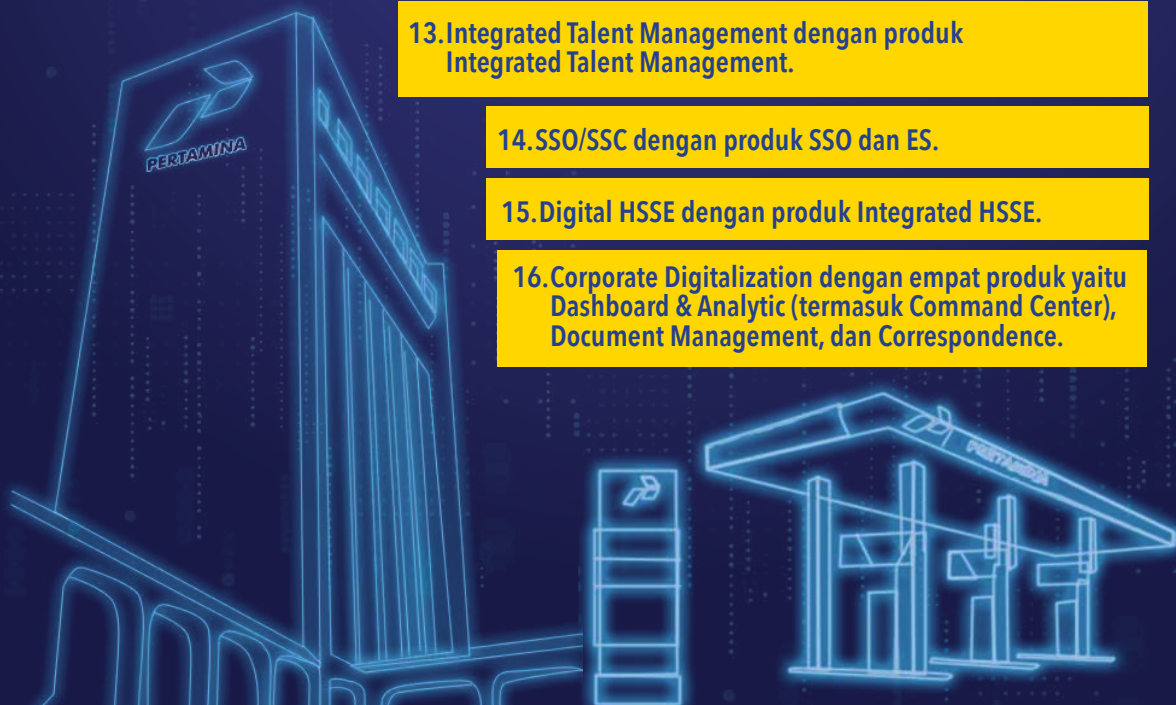 13.Integrated Talent Management dengan produk
Integrated Talent Management.
14.SSO/SSC dengan produk SSO dan ES.
15.Digital HSSE dengan produk Integrated HSSE.
16.Corporate Digitalization dengan empat produk yaitu
Dashboard & Analytic (termasuk Command Center),
Document Management, dan Correspondence.
PERTAMINA
PERTAMINA